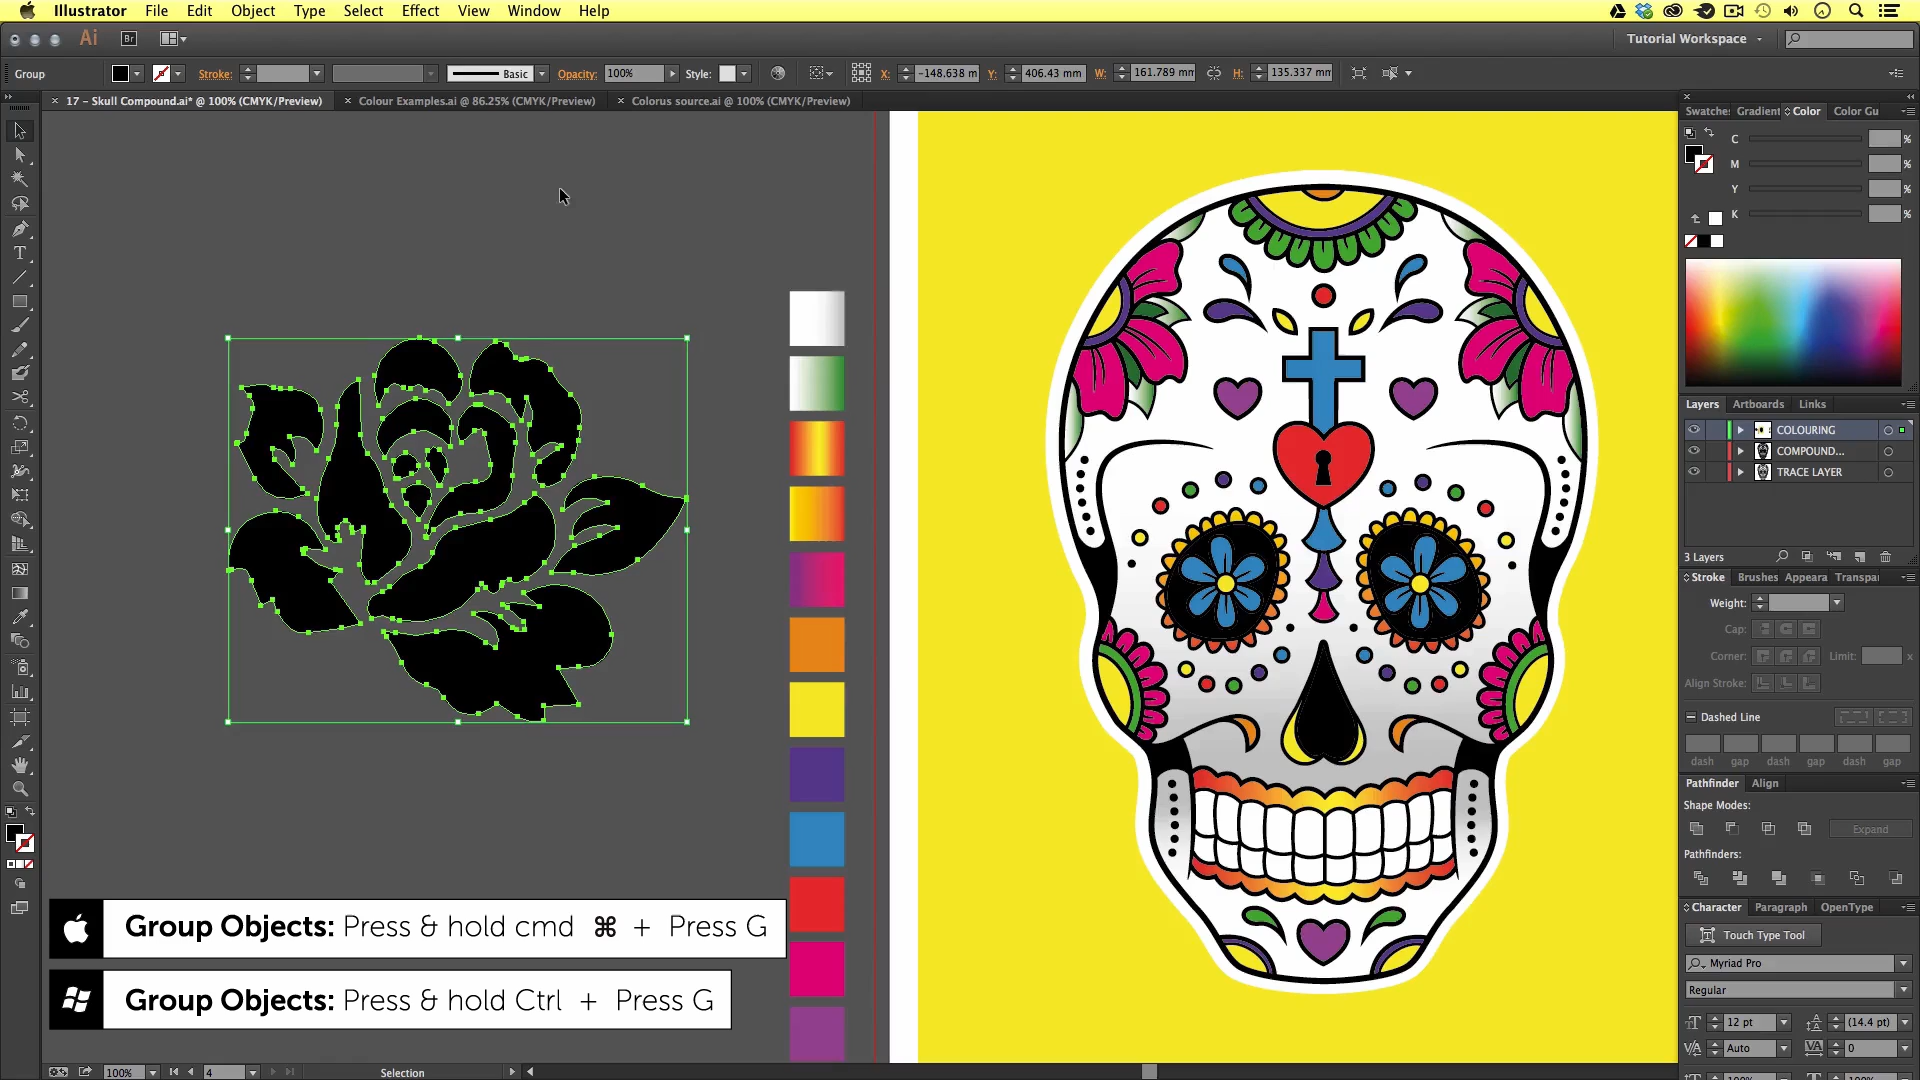 Illustrator File Edit Object Type Select Effect View Window Help
Ai Br Tutorial Workspace
Group Stroke: Basic Opacity: 100% Style: X: -148.638 m Y: 406.43 mm W: 161.789 mm H: 135.337 mm
17 - Skull Compound.ai* @ 100% (CMYK/Preview) Colour Examples.ai @ 86.25% (CMYK/Preview) Colorus source.ai @ 100% (CMYK/Preview)
Swatche Gradient Color Color Gu
C %
M %
Y %
K %
Layers Artboards Links
COLOURING
COMPOUND...
TRACE LAYER
3 Layers
Stroke Brushes Appeara Transpa
Weight:
Cap:
Corner: Limit: x
Align Stroke:
Dashed Line
dash gap dash gap dash gap
Pathfinder Align
Shape Modes:
Expand
Pathfinders:
Character Paragraph OpenType
Touch Type Tool
Myriad Pro
Regular
12 pt (14.4 pt)
Auto 0
100% 100%
Group Objects: Press & hold cmd ⌘ + Press G
Group Objects: Press & hold Ctrl + Press G
100% 4 Selection